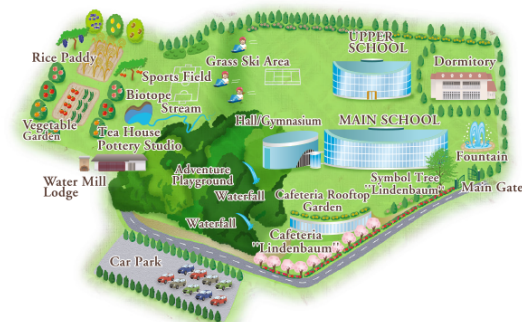 UPPER
SCHOOL
Rice Paddy
Grass Ski Area
Dormitory
Sports Field
Biotope
Stream
Hall/Gymnasium
MAIN SCHOOL
Vegetable
Garden
Tea House
Pottery Studio
Fountain
Water Mill
Lodge
Adventure
Playground
Waterfall
Symbol Tree
"Lindenbaum"
Main Gate
Cafeteria Rooftop
Garden
Waterfall
Cafeteria
"Lindenbaum"
Car Park